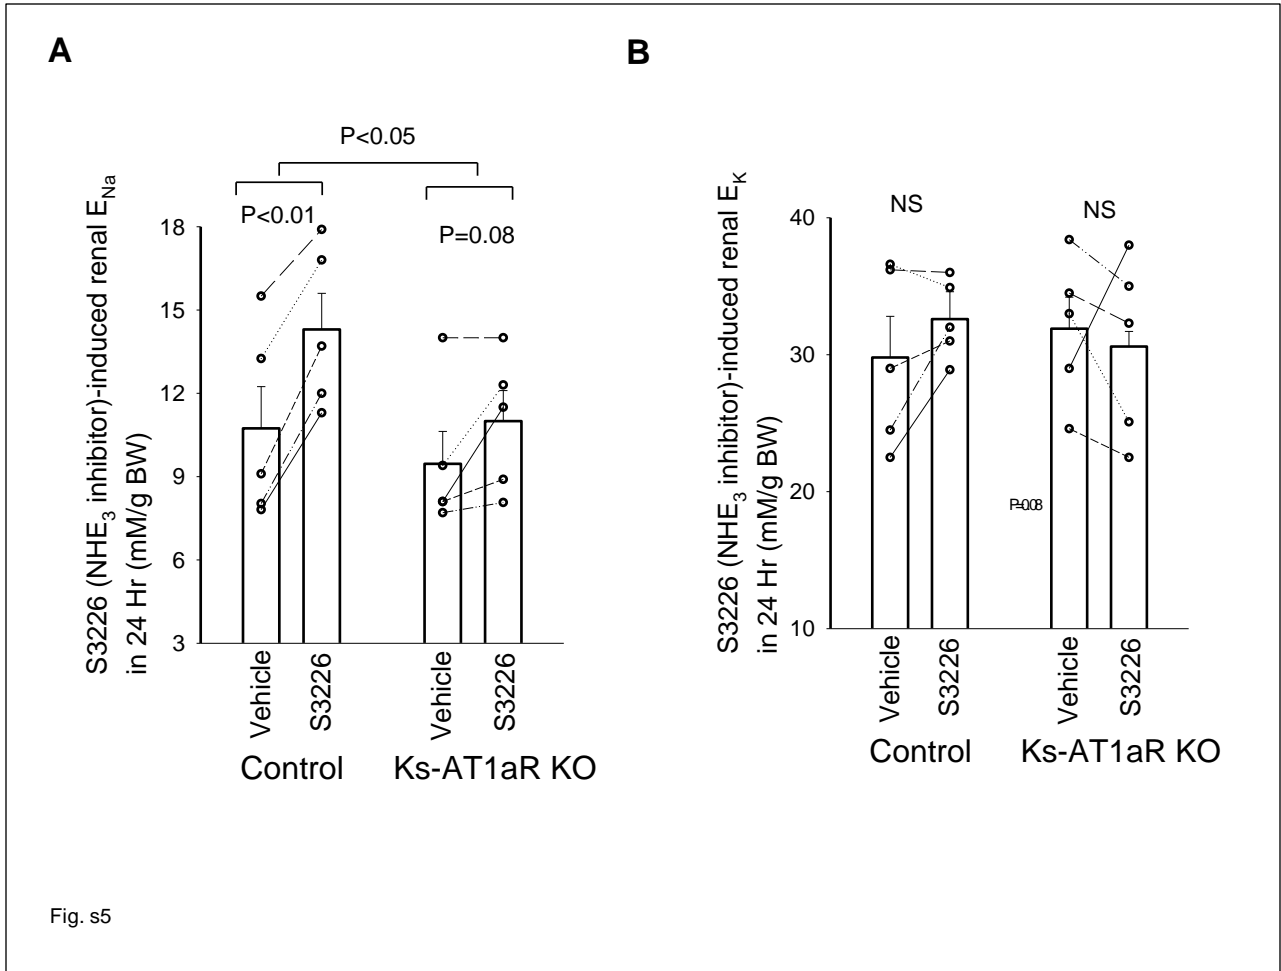 A
B
P<0.05
P<0.01
P=0.08
S3226 (NHE3 inhibitor)-induced renal ENa
in 24 Hr (mM/g BW)
18
15
12
9
6
3
Vehicle
S3226
Vehicle
S3226
Control
Ks-AT1aR KO
NS
NS
S3226 (NHE3 inhibitor)-induced renal EK
in 24 Hr (mM/g BW)
40
30
20
10
P=0.08
Vehicle
S3226
Vehicle
S3226
Control
Ks-AT1aR KO
Fig. s5